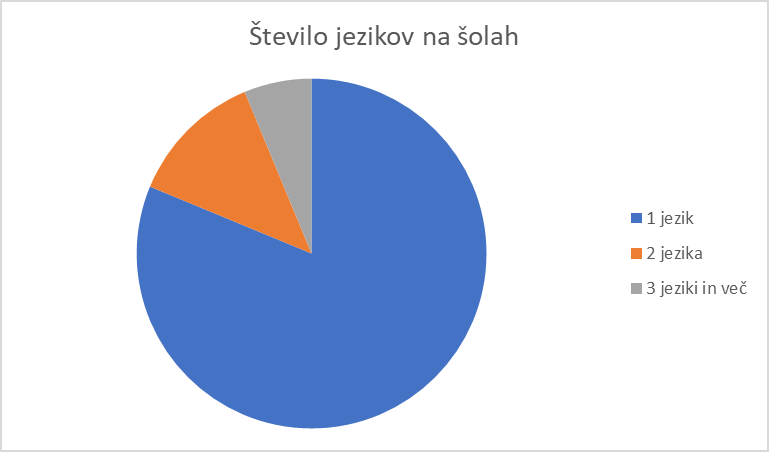 Število jezikov na šolah
1 jezik
2 jezika
3 jeziki in več